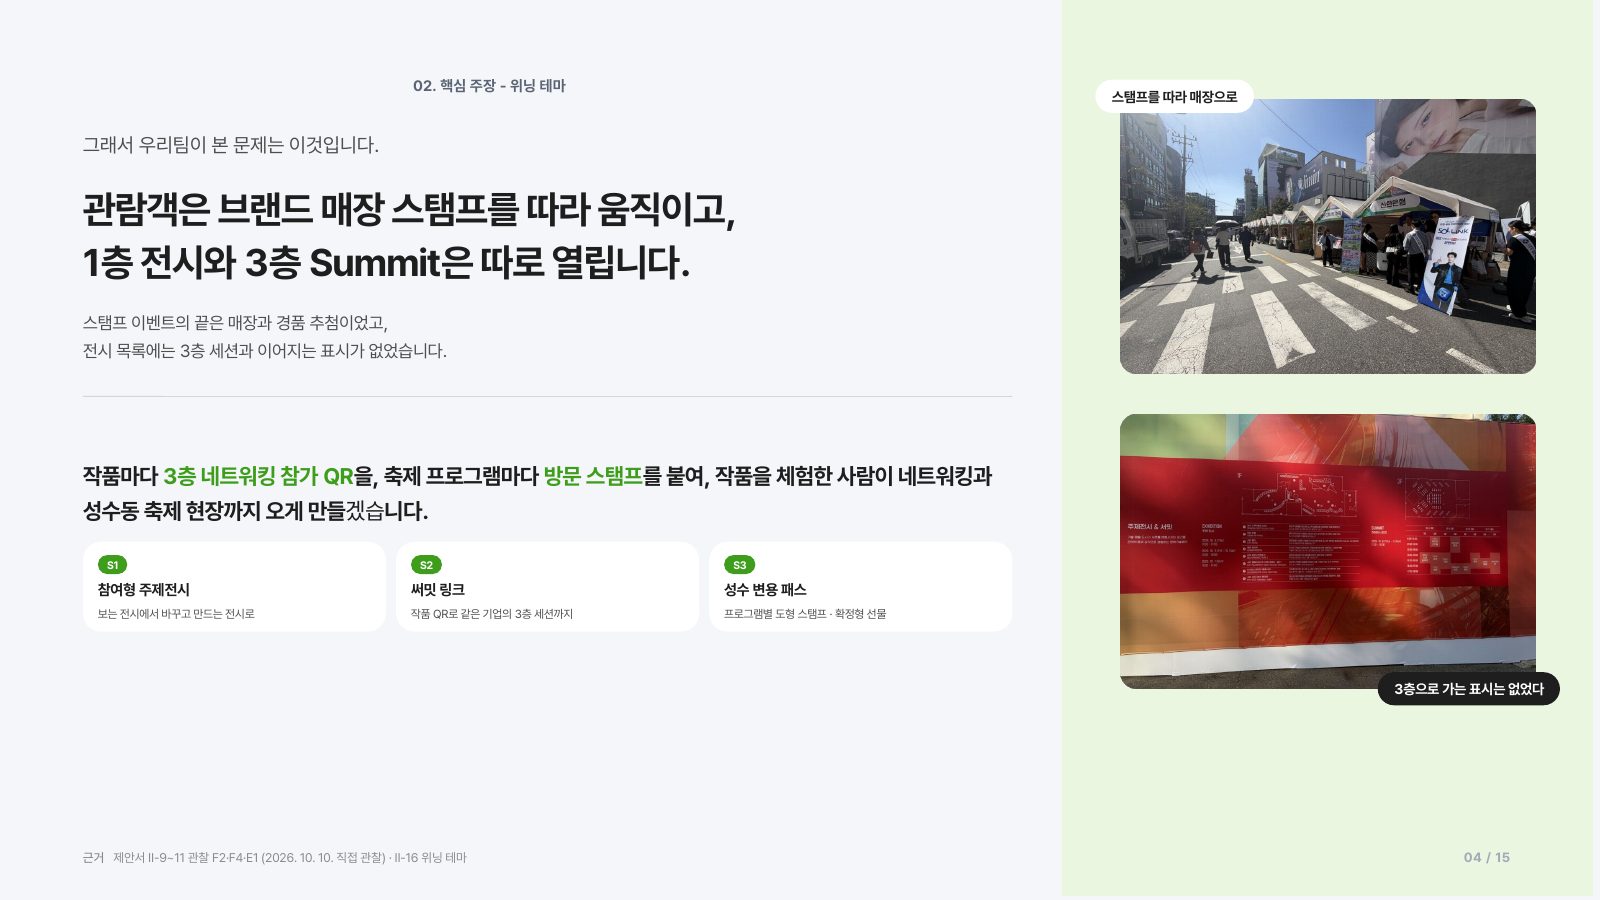 02. 핵심 주장 - 위닝 테마
그래서 우리팀이 본 문제는 이것입니다.
관람객은 브랜드 매장 스탬프를 따라 움직이고,
1층 전시와 3층 Summit은 따로 열립니다.
스탬프 이벤트의 끝은 매장과 경품 추첨이었고,
전시 목록에는 3층 세션과 이어지는 표시가 없었습니다.
작품마다 3층 네트워킹 참가 QR을, 축제 프로그램마다 방문 스탬프를 붙여, 작품을 체험한 사람이 네트워킹과
성수동 축제 현장까지 오게 만들겠습니다.
S1
참여형 주제전시
보는 전시에서 바꾸고 만드는 전시로
S2
써밋 링크
작품 QR로 같은 기업의 3층 세션까지
S3
성수 변용 패스
프로그램별 도형 스탬프 · 확정형 선물
스탬프를 따라 매장으로
신한은행
SOL LINK
주제전시 & 서밋
EXHIBITION
SUMMIT
3층으로 가는 표시는 없었다
근거 제안서 II-9~11 관찰 F2·F4·E1 (2026. 10. 10. 직접 관찰) · II-16 위닝 테마
04 / 15